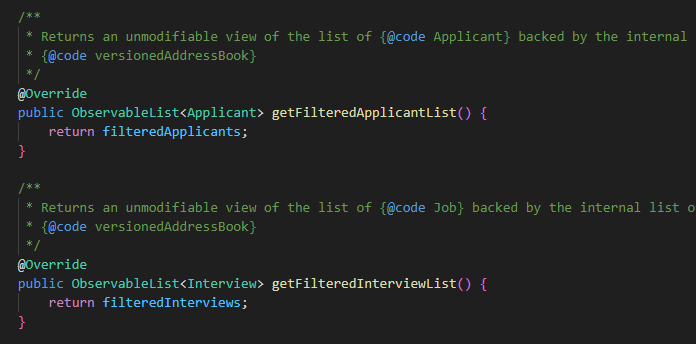 /**
 * Returns an unmodifiable view of the list of {@code Applicant} backed by the internal
 * {@code versionedAddressBook}
 */
@Override
public ObservableList<Applicant> getFilteredApplicantList() {
    return filteredApplicants;
}
/**
 * Returns an unmodifiable view of the list of {@code Job} backed by the internal list o
 * {@code versionedAddressBook}
 */
@Override
public ObservableList<Interview> getFilteredInterviewList() {
    return filteredInterviews;
}